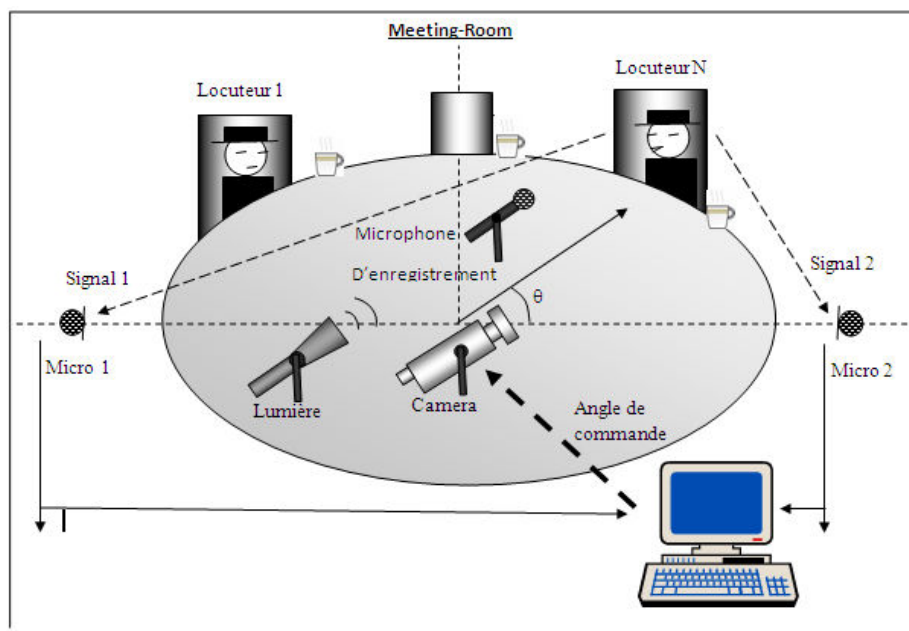 Meeting-Room
Locuteur 1
Locuteur N
Microphone
D'enregistrement
Signal 1
Signal 2
θ
Micro 1
Micro 2
Lumière
Camera
Angle de
commande